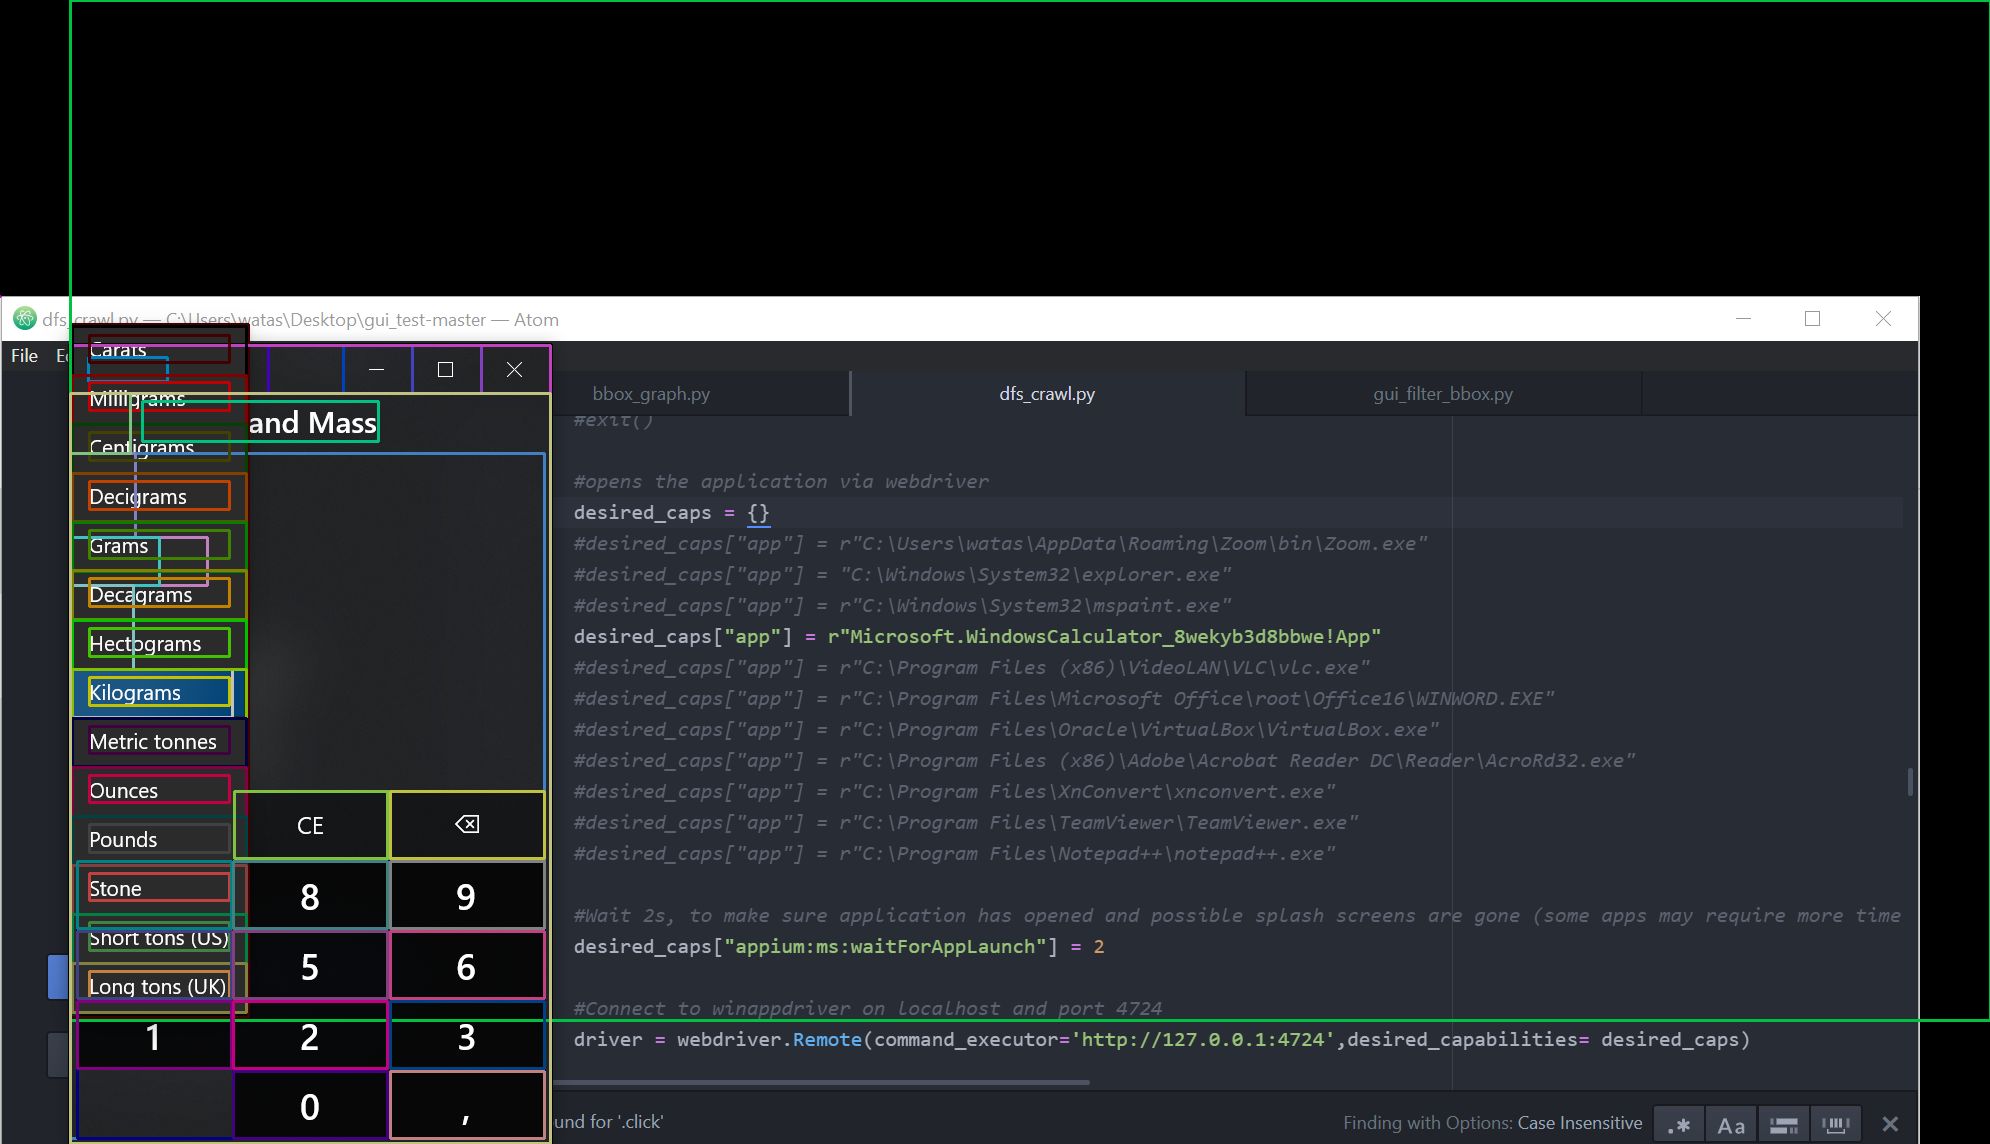 dfs_crawl.py — C:\Users\watas\Desktop\gui_test-master — Atom
File
Carats
Milligrams
Centigrams
Decigrams
Grams
Decagrams
Hectograms
Kilograms
Metric tonnes
Ounces
Pounds
Stone
Short tons (US)
Long tons (UK)
and Mass
CE
8 9
5 6
1 2 3
0 ,
bbox_graph.py dfs_crawl.py gui_filter_bbox.py
#exit()
#opens the application via webdriver
desired_caps = {}
#desired_caps["app"] = r"C:\Users\watas\AppData\Roaming\Zoom\bin\Zoom.exe"
#desired_caps["app"] = "C:\Windows\System32\explorer.exe"
#desired_caps["app"] = r"C:\Windows\System32\mspaint.exe"
desired_caps["app"] = r"Microsoft.WindowsCalculator_8wekyb3d8bbwe!App"
#desired_caps["app"] = r"C:\Program Files (x86)\VideoLAN\VLC\vlc.exe"
#desired_caps["app"] = r"C:\Program Files\Microsoft Office\root\Office16\WINWORD.EXE"
#desired_caps["app"] = r"C:\Program Files\Oracle\VirtualBox\VirtualBox.exe"
#desired_caps["app"] = r"C:\Program Files (x86)\Adobe\Acrobat Reader DC\Reader\AcroRd32.exe"
#desired_caps["app"] = r"C:\Program Files\XnConvert\xnconvert.exe"
#desired_caps["app"] = r"C:\Program Files\TeamViewer\TeamViewer.exe"
#desired_caps["app"] = r"C:\Program Files\Notepad++\notepad++.exe"
#Wait 2s, to make sure application has opened and possible splash screens are gone (some apps may require more time
desired_caps["appium:ms:waitForAppLaunch"] = 2
#Connect to winappdriver on localhost and port 4724
driver = webdriver.Remote(command_executor='http://127.0.0.1:4724',desired_capabilities= desired_caps)
for '.click'
Finding with Options: Case Insensitive
.* Aa